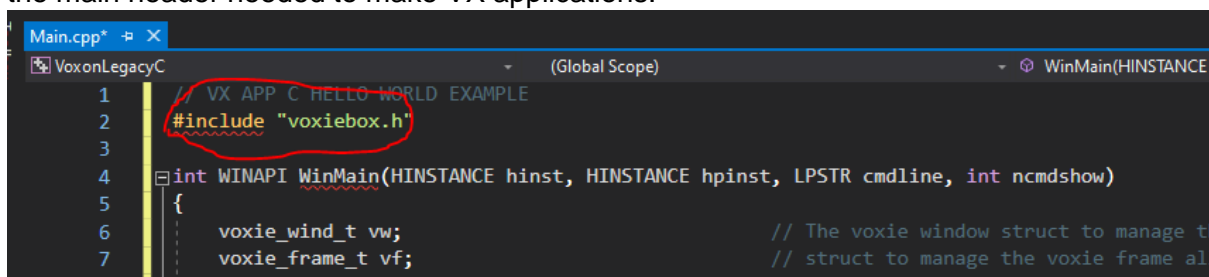 the main header needed to make VX applications.
Main.cpp*
VoxonLegacyC (Global Scope) WinMain(HINSTANCE
1 // VX APP C HELLO WORLD EXAMPLE
2 #include "voxiebox.h"
3
4 int WINAPI WinMain(HINSTANCE hinst, HINSTANCE hpinst, LPSTR cmdline, int ncmdshow)
5 {
6 voxie_wind_t vw; // The voxie window struct to manage t
7 voxie_frame_t vf; // struct to manage the voxie frame al